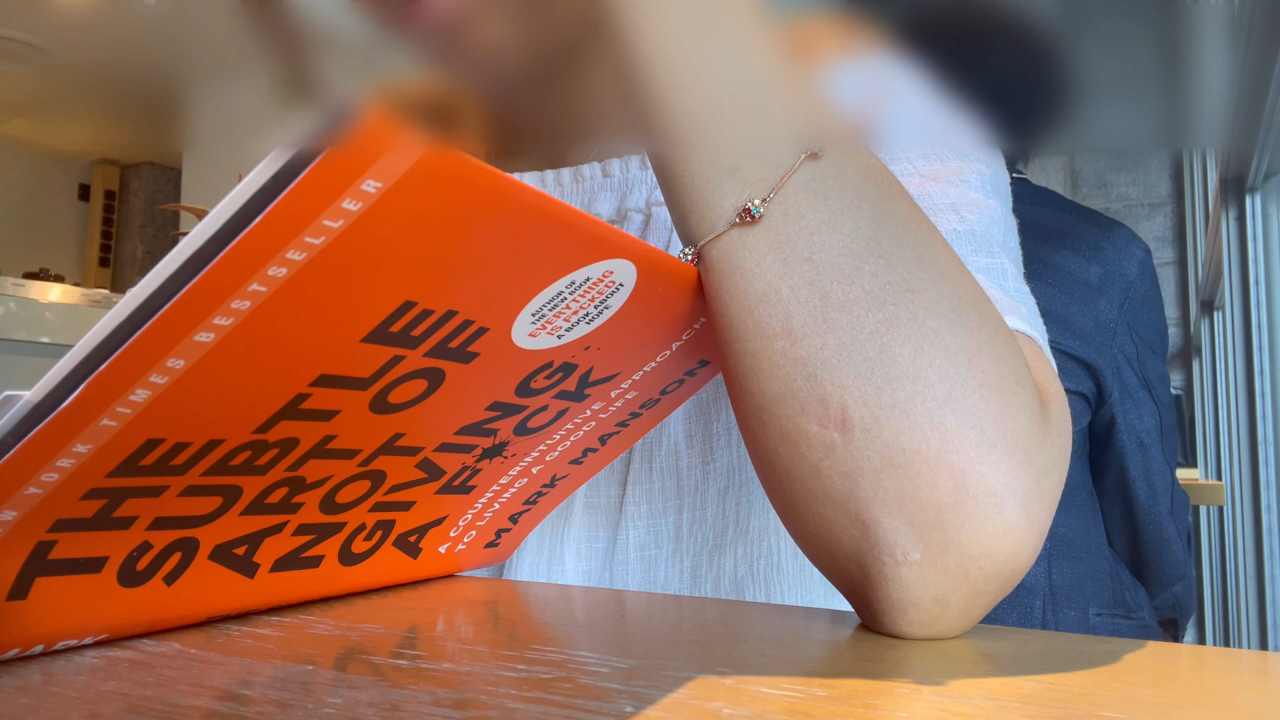 NEW YORK TIMES BESTSELLER
AUTHOR OF
THE NEW BOOK
EVERYTHING
IS F*CKED
A BOOK ABOUT
HOPE
THE
SUBTLE
ART OF
NOT
GIVING
A F CK
A COUNTERINTUITIVE APPROACH
TO LIVING A GOOD LIFE
MARK MANSON
MARK